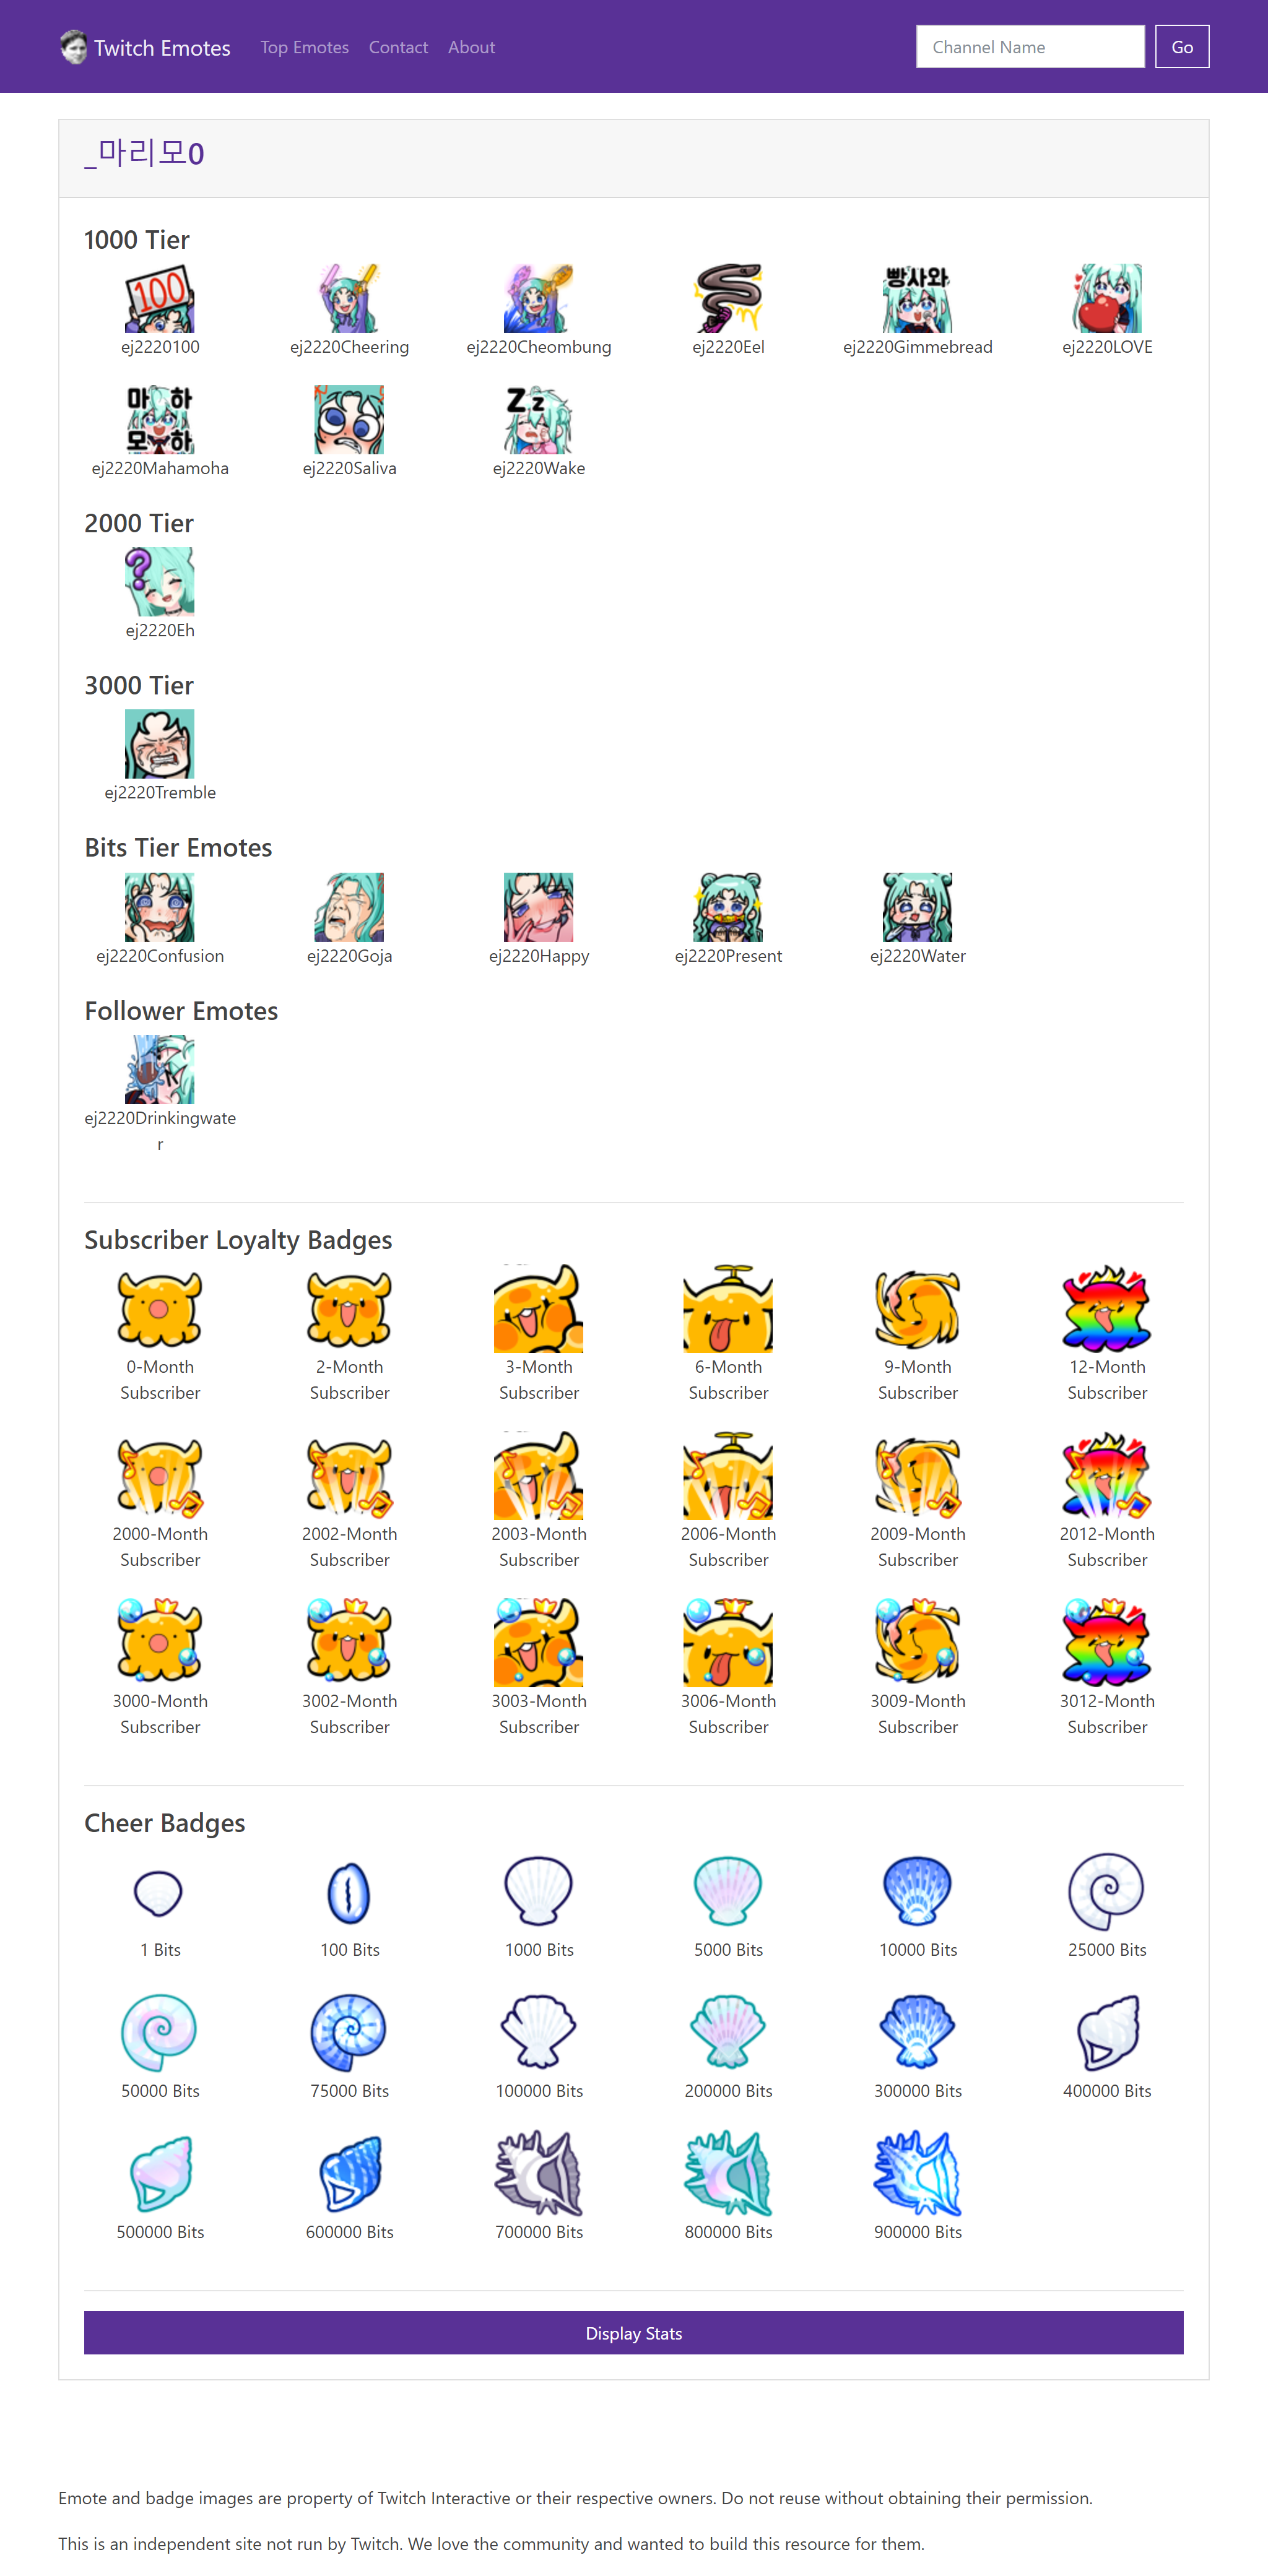 Twitch Emotes Top Emotes Contact About Channel Name Go
_마리모0
1000 Tier
100
빵사와
ej2220100 ej2220Cheering ej2220Cheombung ej2220Eel ej2220Gimmebread ej2220LOVE
마하
모하
Zz
ej2220Mahamoha ej2220Saliva ej2220Wake
2000 Tier
?
ej2220Eh
3000 Tier
ej2220Tremble
Bits Tier Emotes
ej2220Confusion ej2220Goja ej2220Happy ej2220Present ej2220Water
Follower Emotes
ej2220Drinkingwate
r
Subscriber Loyalty Badges
0-Month 2-Month 3-Month 6-Month 9-Month 12-Month
Subscriber Subscriber Subscriber Subscriber Subscriber Subscriber
2000-Month 2002-Month 2003-Month 2006-Month 2009-Month 2012-Month
Subscriber Subscriber Subscriber Subscriber Subscriber Subscriber
3000-Month 3002-Month 3003-Month 3006-Month 3009-Month 3012-Month
Subscriber Subscriber Subscriber Subscriber Subscriber Subscriber
Cheer Badges
1 Bits 100 Bits 1000 Bits 5000 Bits 10000 Bits 25000 Bits
50000 Bits 75000 Bits 100000 Bits 200000 Bits 300000 Bits 400000 Bits
500000 Bits 600000 Bits 700000 Bits 800000 Bits 900000 Bits
Display Stats
Emote and badge images are property of Twitch Interactive or their respective owners. Do not reuse without obtaining their permission.
This is an independent site not run by Twitch. We love the community and wanted to build this resource for them.